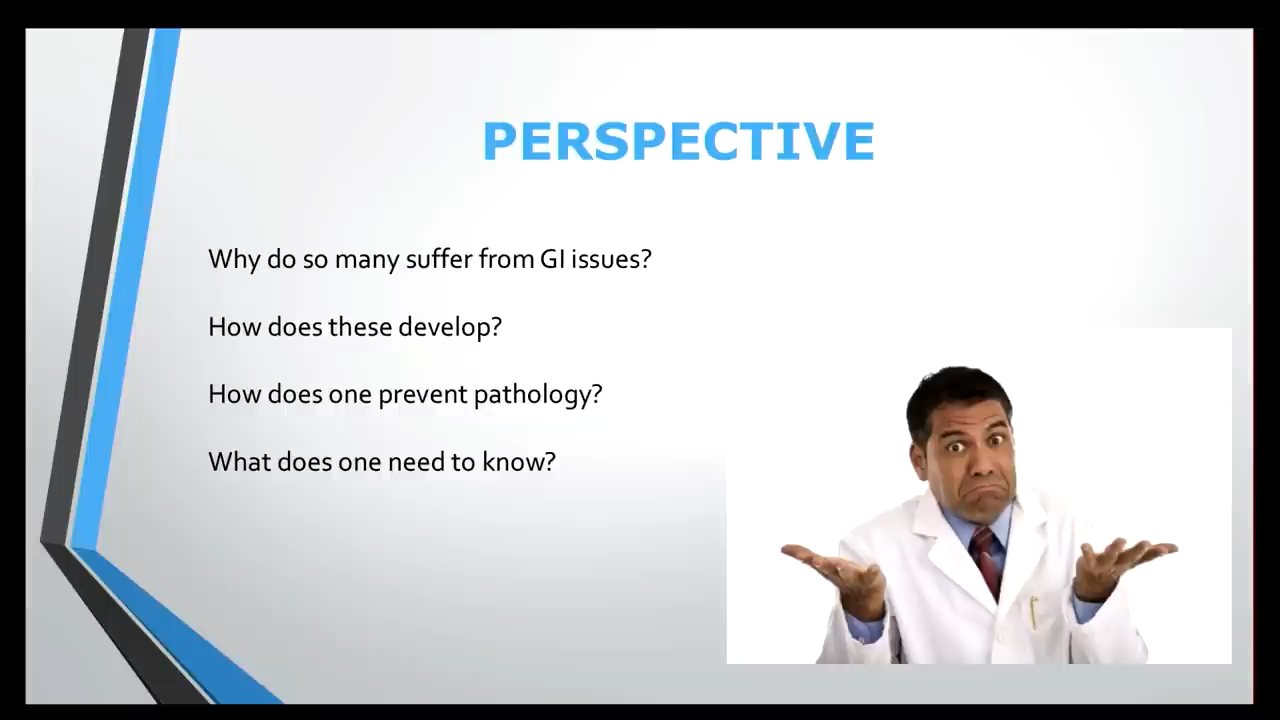 PERSPECTIVE
Why do so many suffer from GI issues?
How does these develop?
How does one prevent pathology?
What does one need to know?